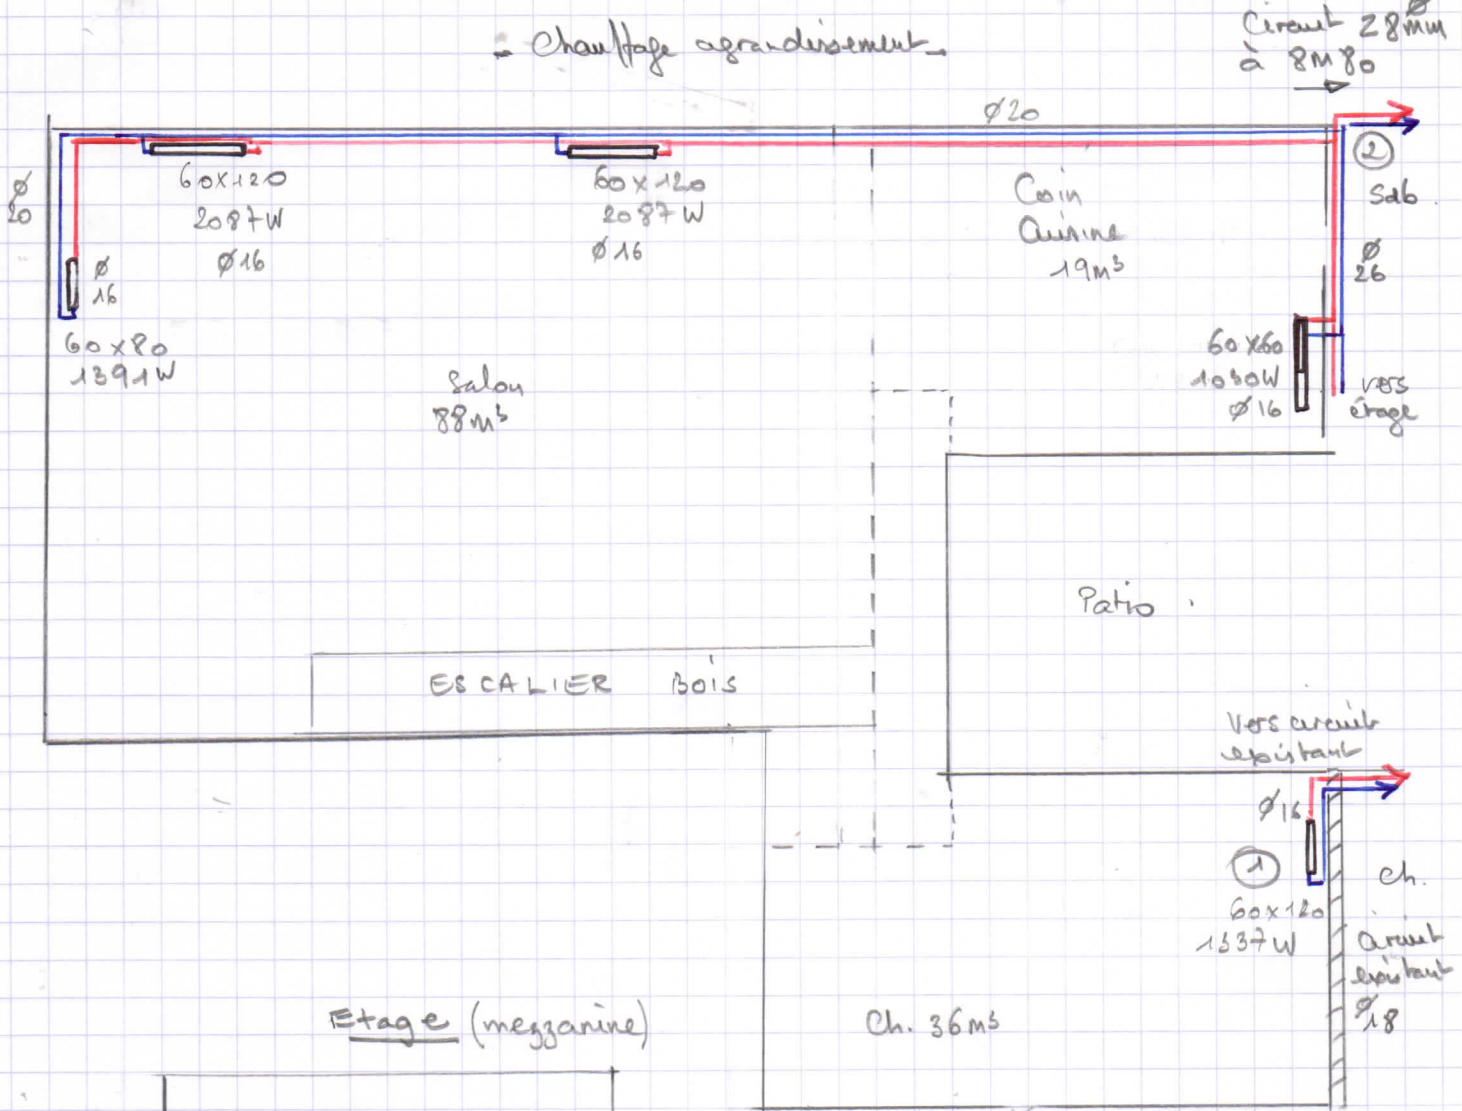 - Chauffage agrandissement -
Circuit 28mm ø
à 8M80
ø20
2
Sdb
ø
20
60x120
2087W
ø16
60x120
2087W
ø16
Coin
Cuisine
19m³
ø
26
ø
16
60x80
1391W
60x60
1030W
ø16
vers
étage
Salon
88m³
Patio
ESCALIER BOIS
Vers circuit
existant
ø16
1
60x120
1337W
Ch.
Circuit
existant
ø18
Etage (mezzanine)
Ch. 36m³